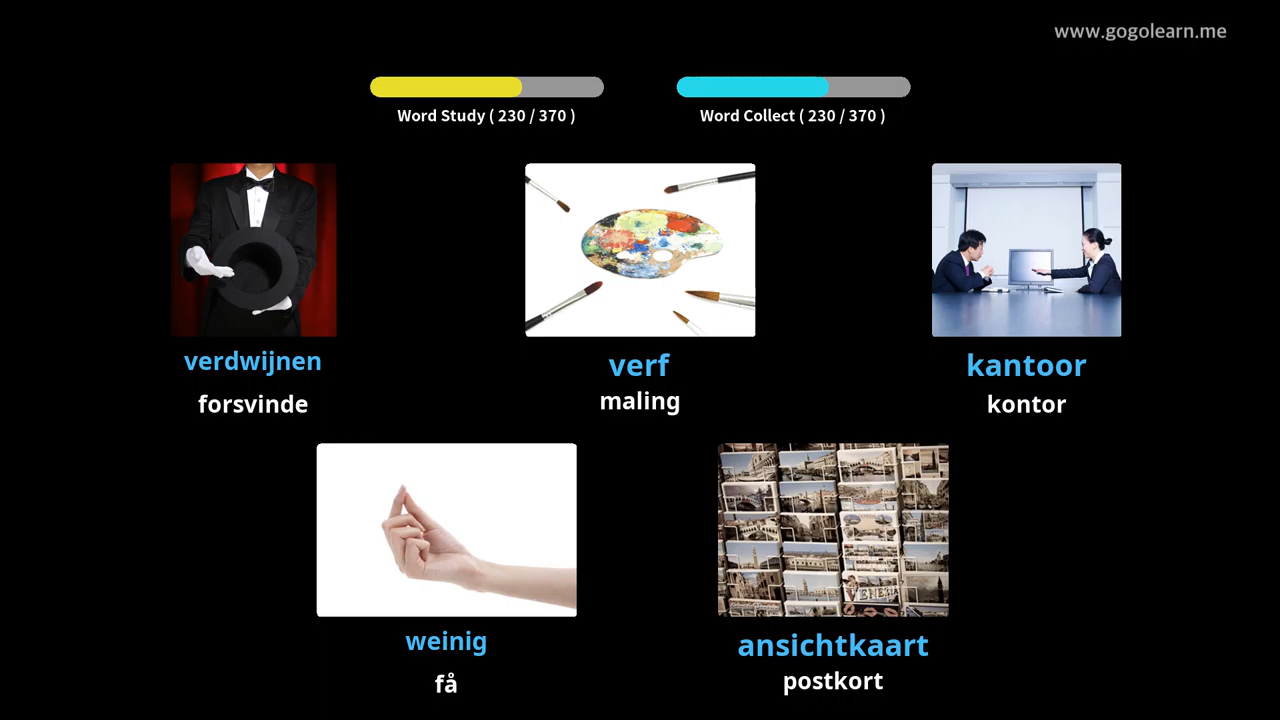 www.gogolearn.me
Word Study ( 230 / 370 )
Word Collect ( 230 / 370 )
verdwijnen
forsvinde
verf
maling
kantoor
kontor
weinig
få
ansichtkaart
postkort